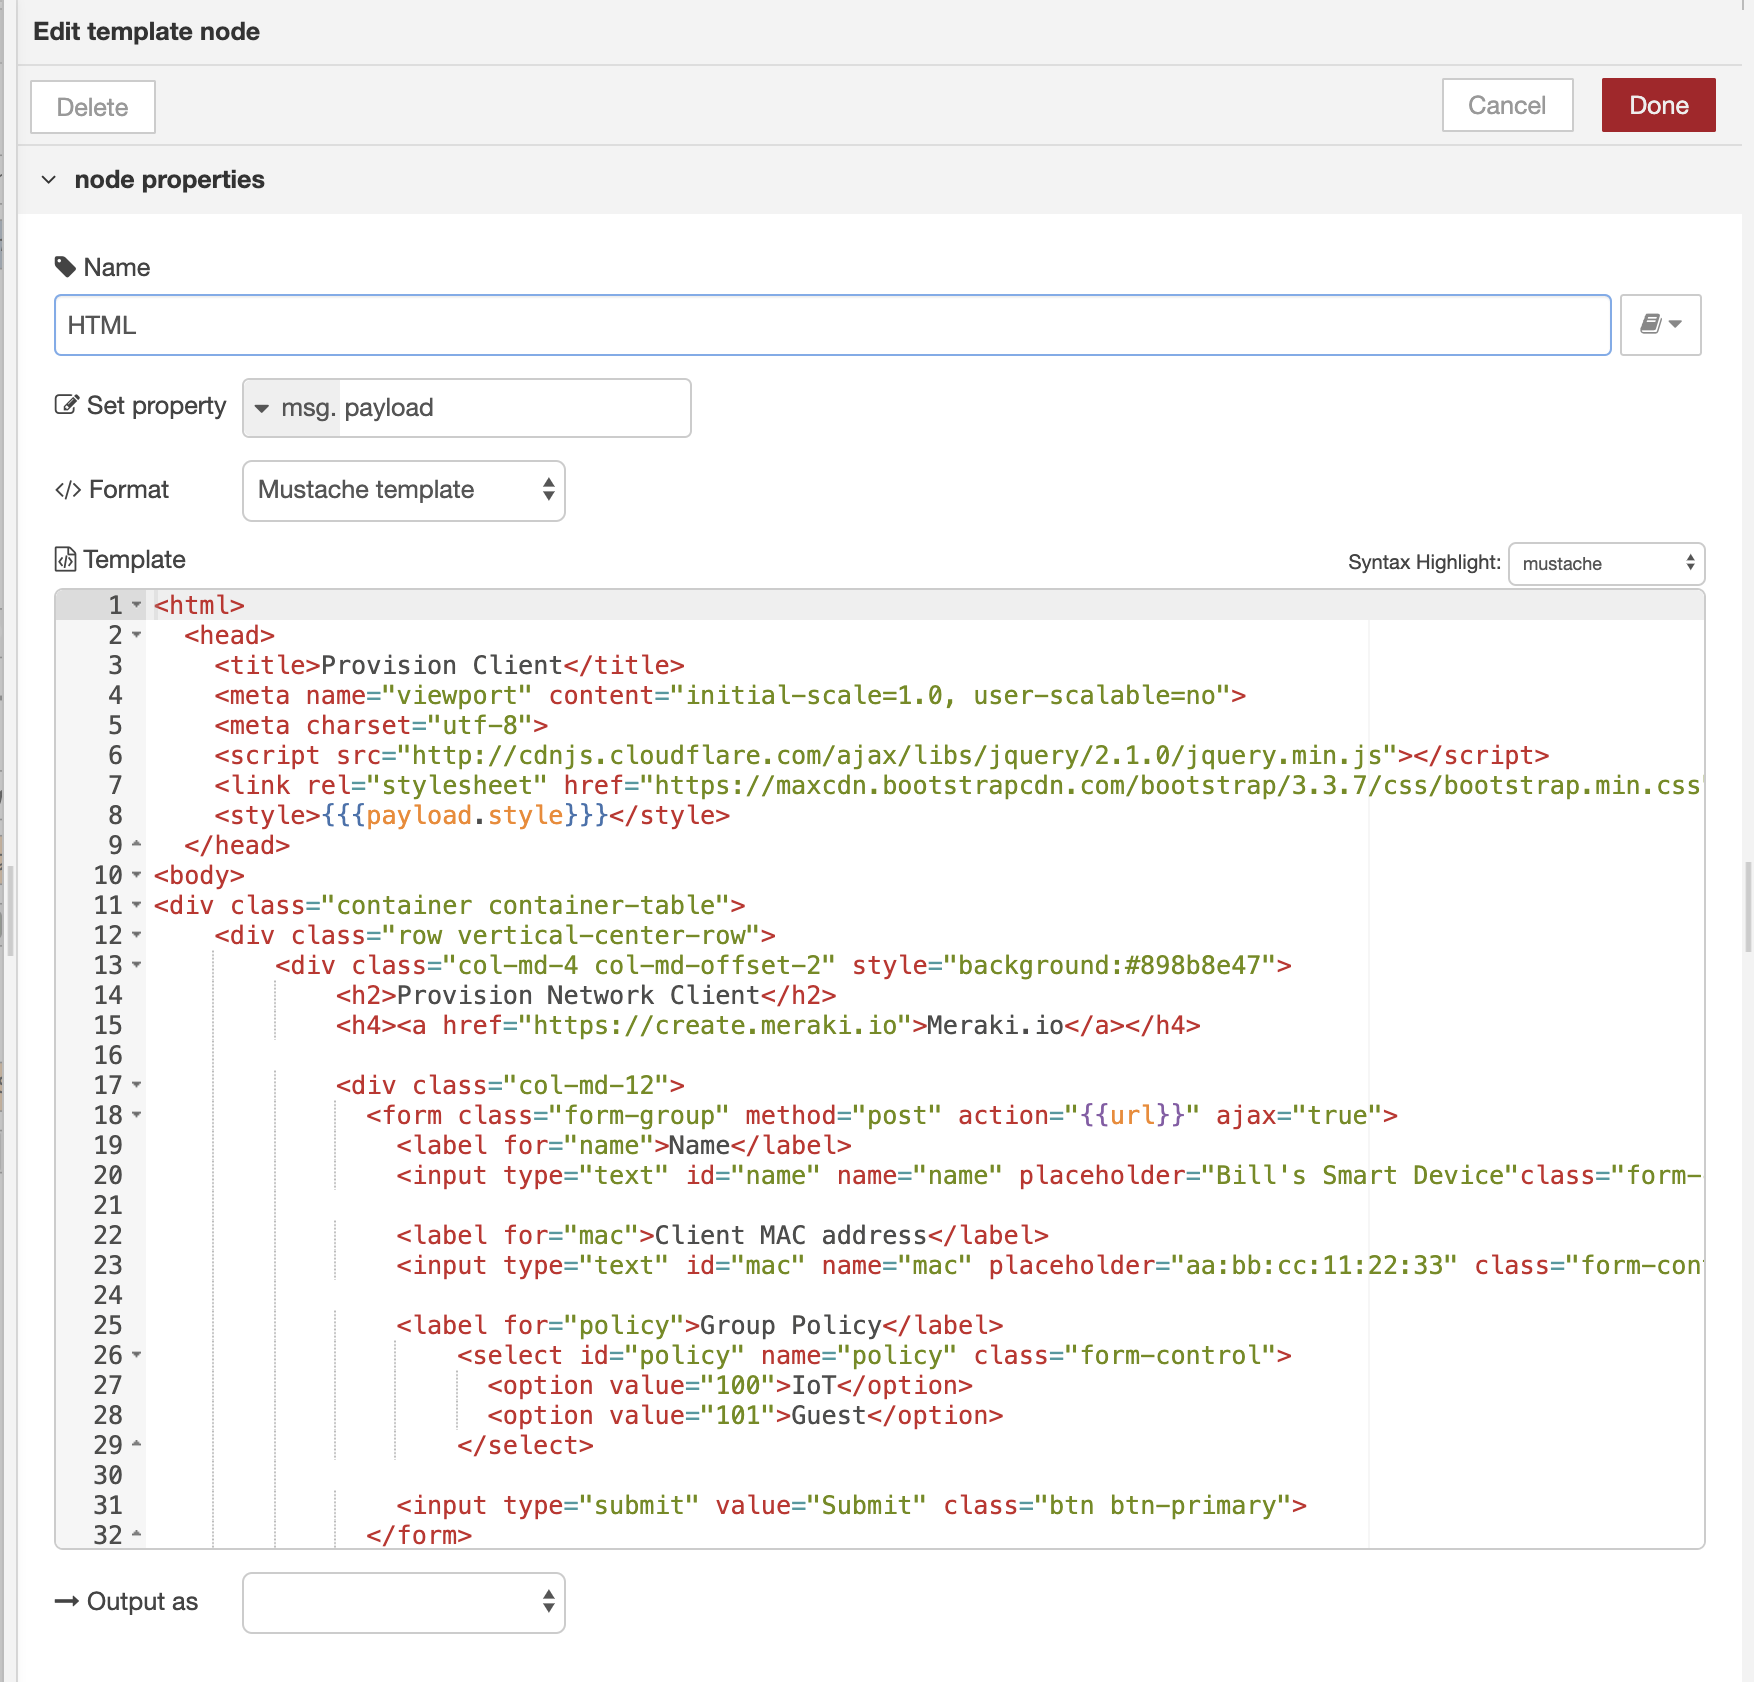 Edit template node
Delete
Cancel
Done
node properties
Name
HTML
Set property
msg. payload
</> Format
Mustache template
Template
Syntax Highlight:
mustache
1 <html>
2 <head>
3 <title>Provision Client</title>
4 <meta name="viewport" content="initial-scale=1.0, user-scalable=no">
5 <meta charset="utf-8">
6 <script src="http://cdnjs.cloudflare.com/ajax/libs/jquery/2.1.0/jquery.min.js"></script>
7 <link rel="stylesheet" href="https://maxcdn.bootstrapcdn.com/bootstrap/3.3.7/css/bootstrap.min.css
8 <style>{{{payload.style}}}</style>
9 </head>
10 <body>
11 <div class="container container-table">
12 <div class="row vertical-center-row">
13 <div class="col-md-4 col-md-offset-2" style="background:#898b8e47">
14 <h2>Provision Network Client</h2>
15 <h4><a href="https://create.meraki.io">Meraki.io</a></h4>
16
17 <div class="col-md-12">
18 <form class="form-group" method="post" action="{{url}}" ajax="true">
19 <label for="name">Name</label>
20 <input type="text" id="name" name="name" placeholder="Bill's Smart Device"class="form-
21
22 <label for="mac">Client MAC address</label>
23 <input type="text" id="mac" name="mac" placeholder="aa:bb:cc:11:22:33" class="form-con
24
25 <label for="policy">Group Policy</label>
26 <select id="policy" name="policy" class="form-control">
27 <option value="100">IoT</option>
28 <option value="101">Guest</option>
29 </select>
30
31 <input type="submit" value="Submit" class="btn btn-primary">
32 </form>
Output as